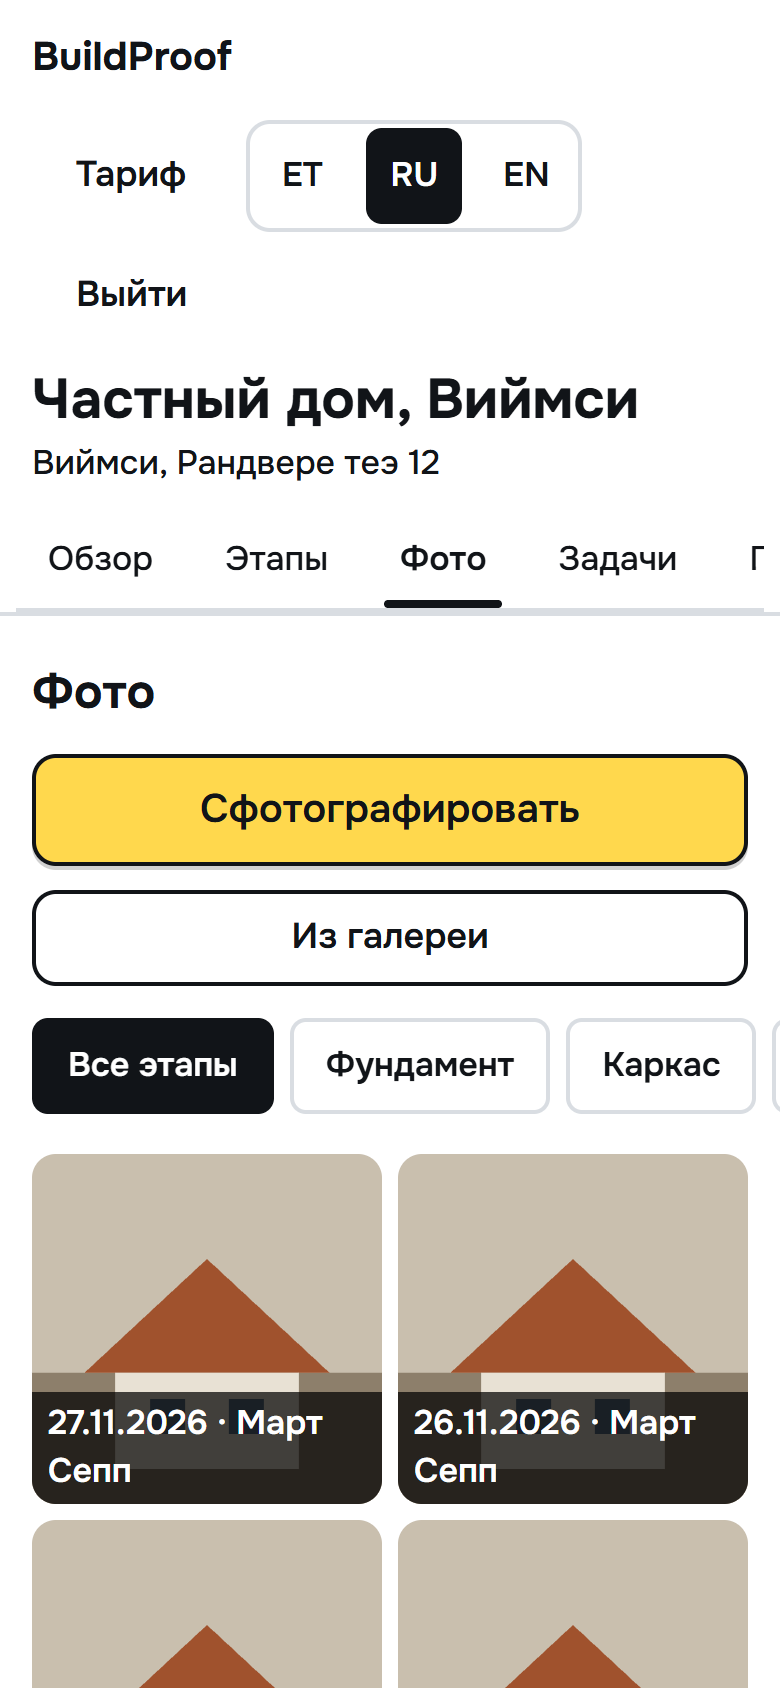 BuildProof
Тариф ET RU EN
Выйти
Частный дом, Виймси
Виймси, Рандвере теэ 12
Обзор Этапы Фото Задачи
Фото
Сфотографировать
Из галереи
Все этапы Фундамент Каркас
27.11.2026 · Март
Сепп
26.11.2026 · Март
Сепп